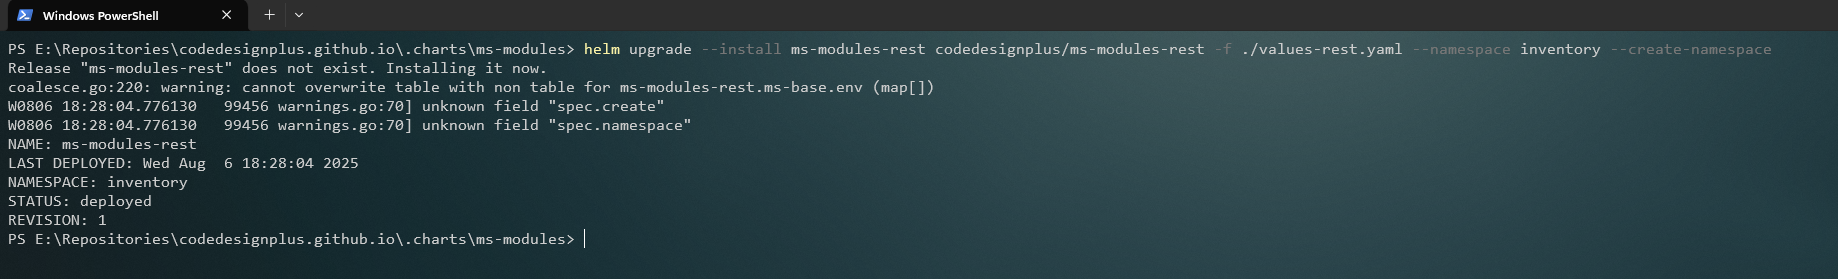 Windows PowerShell
PS E:\Repositories\codedesignplus.github.io\.charts\ms-modules> helm upgrade --install ms-modules-rest codedesignplus/ms-modules-rest -f ./values-rest.yaml --namespace inventory --create-namespace
Release "ms-modules-rest" does not exist. Installing it now.
coalesce.go:220: warning: cannot overwrite table with non table for ms-modules-rest.ms-base.env (map[])
W0806 18:28:04.776130   99456 warnings.go:70] unknown field "spec.create"
W0806 18:28:04.776130   99456 warnings.go:70] unknown field "spec.namespace"
NAME: ms-modules-rest
LAST DEPLOYED: Wed Aug  6 18:28:04 2025
NAMESPACE: inventory
STATUS: deployed
REVISION: 1
PS E:\Repositories\codedesignplus.github.io\.charts\ms-modules>